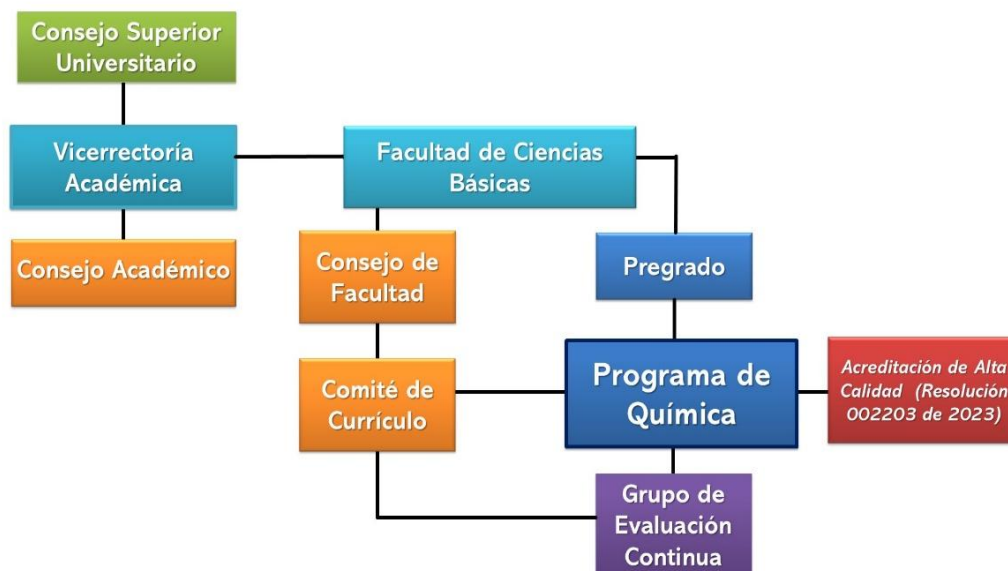 Consejo Superior
Universitario
Vicerrectoría
Académica
Facultad de Ciencias
Básicas
Consejo Académico
Consejo de
Facultad
Pregrado
Comité de
Currículo
Programa de
Química
Acreditación de Alta
Calidad (Resolución
002203 de 2023)
Grupo de
Evaluación
Continua